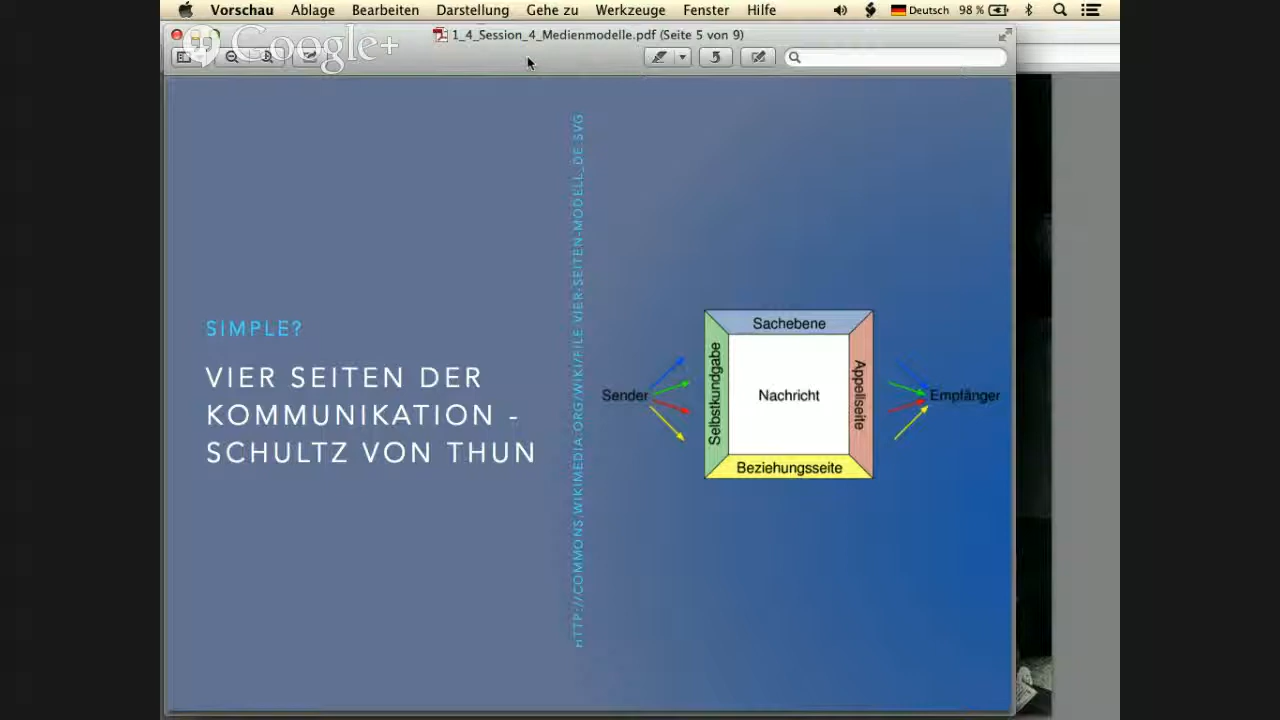 Vorschau Ablage Bearbeiten Darstellung Gehe zu Werkzeuge Fenster Hilfe Deutsch 98 %
Google+
1_4_Session_4_Medienmodelle.pdf (Seite 5 von 9)
SIMPLE?
VIER SEITEN DER
KOMMUNIKATION -
SCHULTZ VON THUN
HTTP://COMMONS.WIKIMEDIA.ORG/WIKI/FILE:VIER-SEITEN-MODELL_DE.SVG
Sachebene
Selbstkundgabe
Sender
Nachricht
Appellseite
Empfänger
Beziehungsseite